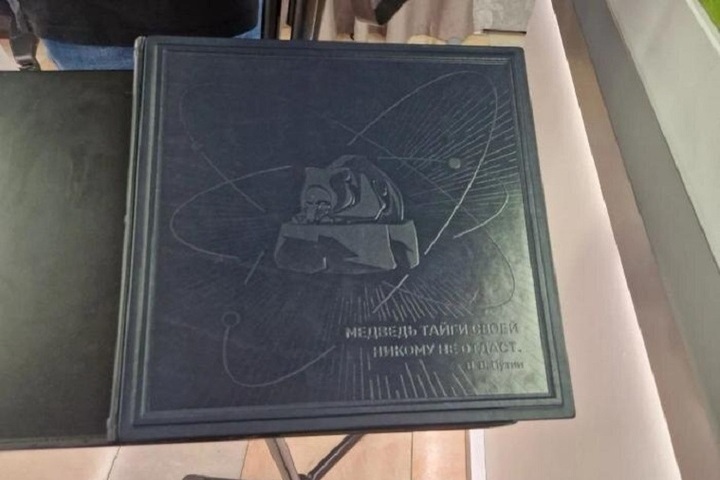 МЕДВЕДЬ ТАЙГИ СВОЕЙ
НИКОМУ НЕ ОТДАСТ.
В.В. Путин